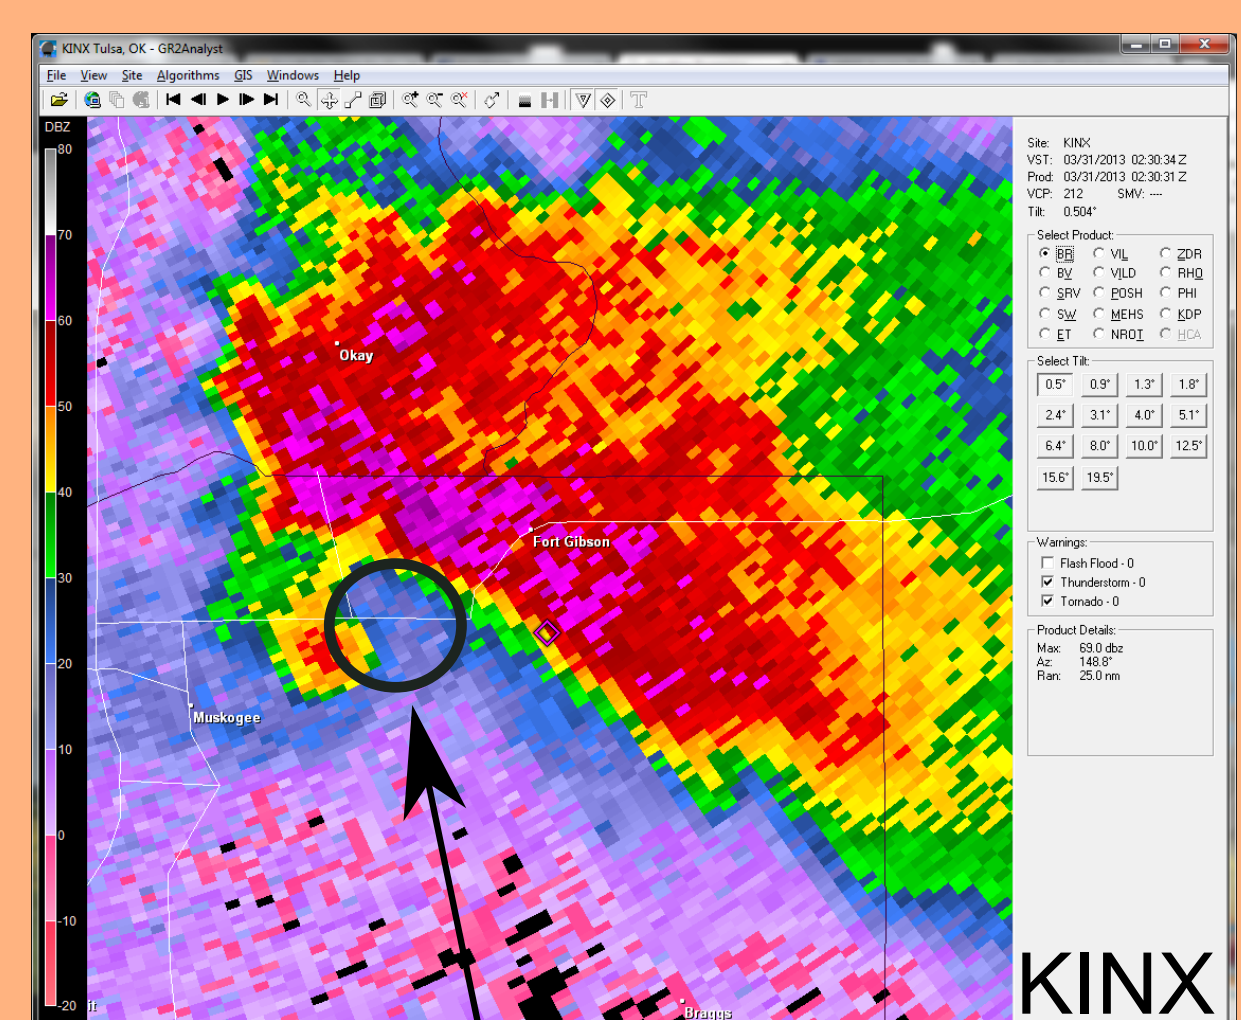 KINX Tulsa, OK - GR2Analyst
File View Site Algorithms GIS Windows Help
DBZ
80
70
60
50
40
30
20
10
0
-10
-20
Okay
Fort Gibson
Muskogee
it
Braggs
Site: KINX
VST: 03/31/2013 02:30:34 Z
Prod: 03/31/2013 02:30:31 Z
VCP: 212 SMV: ----
Tilt: 0.504°
Select Product:
BR VIL ZDR
BV VILD RHO
SRV POSH PHI
SW MEHS KDP
ET NROT HCA
Select Tilt:
0.5° 0.9° 1.3° 1.8°
2.4° 3.1° 4.0° 5.1°
6.4° 8.0° 10.0° 12.5°
15.6° 19.5°
Warnings:
Flash Flood - 0
Thunderstorm - 0
Tornado - 0
Product Details:
Max: 69.0 dbz
Az: 148.8°
Ran: 25.0 nm
KINX